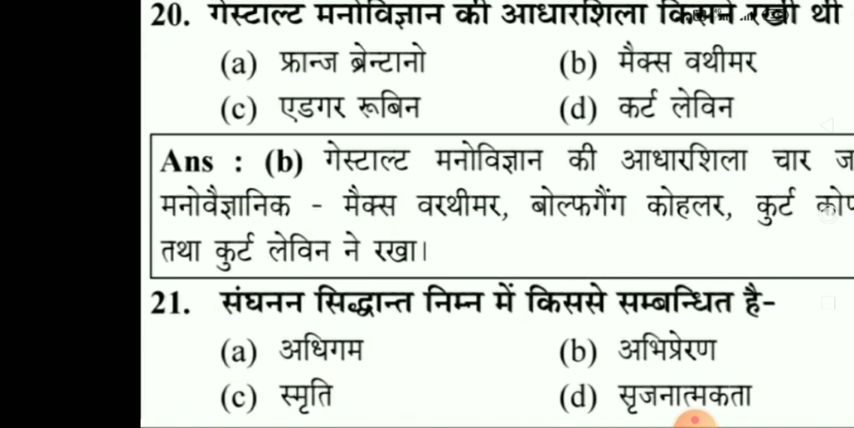 20. गेस्टाल्ट मनोविज्ञान की आधारशिला किसने रखी थी
(a) फ्रान्ज ब्रेन्टानो (b) मैक्स वथीमर
(c) एडगर रूबिन (d) कर्ट लेविन
Ans : (b) गेस्टाल्ट मनोविज्ञान की आधारशिला चार
मनोवैज्ञानिक - मैक्स वरथीमर, बोल्फगैंग कोहलर, कुर्ट
तथा कुर्ट लेविन ने रखा।
21. संघनन सिद्धान्त निम्न में किससे सम्बन्धित है-
(a) अधिगम (b) अभिप्रेरण
(c) स्मृति (d) सृजनात्मकता